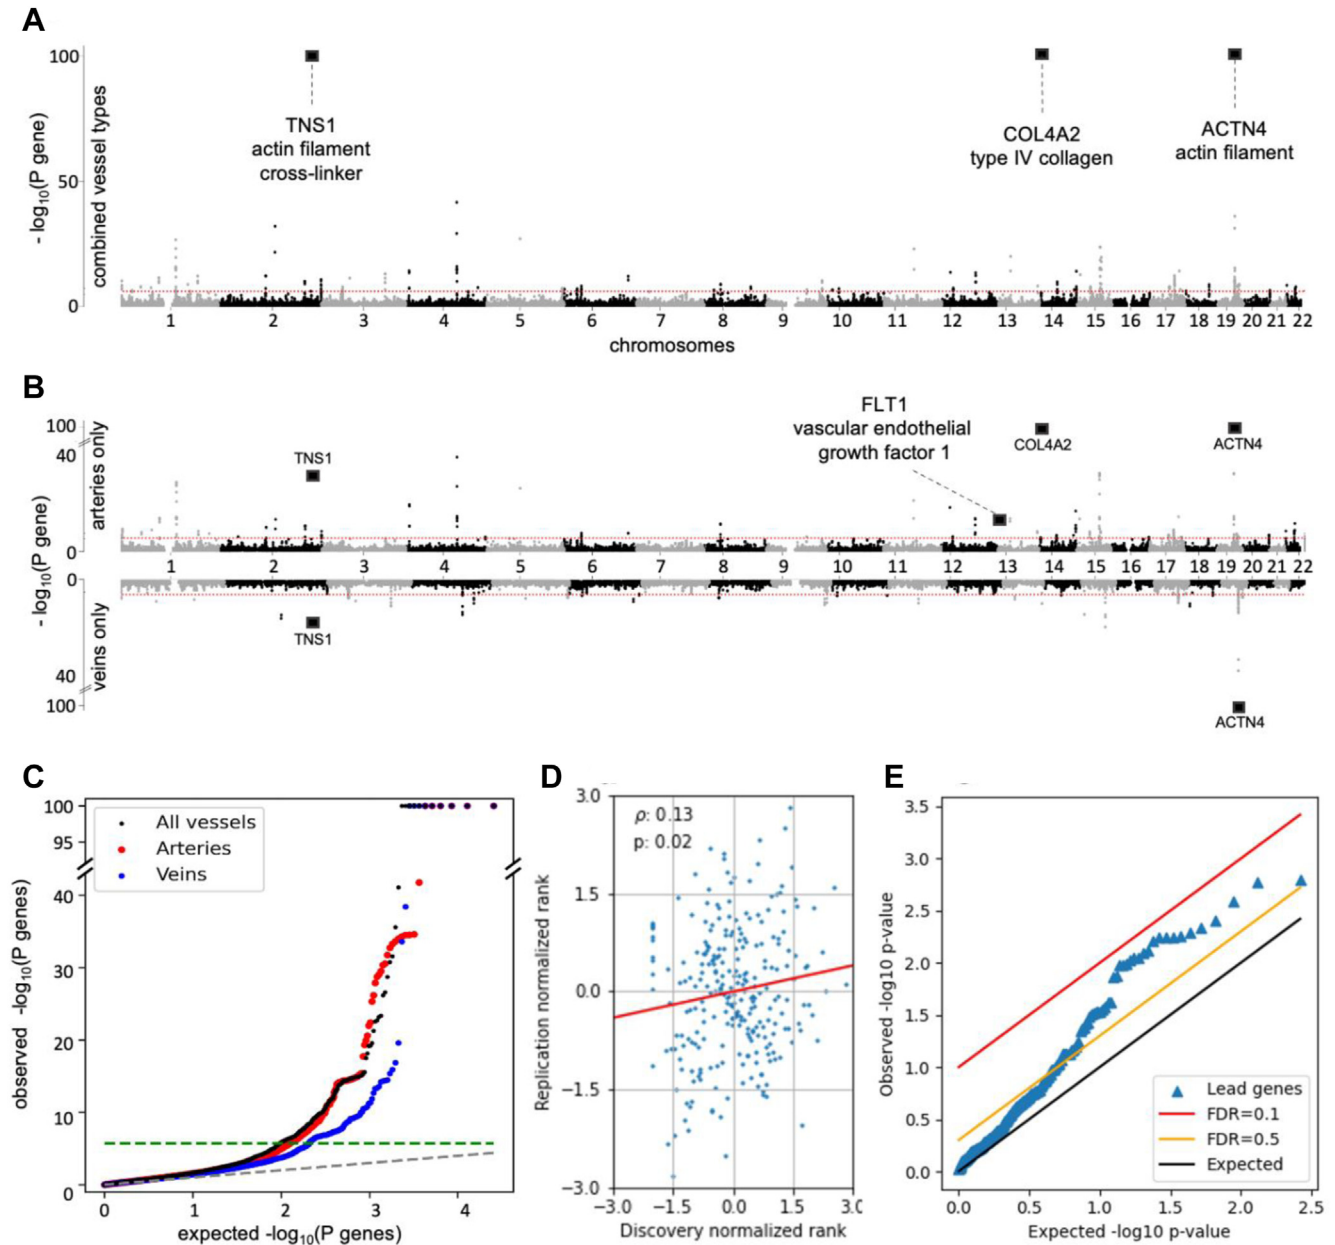 A
100
50
0
- log10(P gene)
combined vessel types
TNS1
actin filament
cross-linker
COL4A2
type IV collagen
ACTN4
actin filament
1 2 3 4 5 6 7 8 9 10 11 12 13 14 15 16 17 18 19 20 21 22
chromosomes
B
100
40
0
arteries only
- log10(P gene)
TNS1
FLT1
vascular endothelial
growth factor 1
COL4A2
ACTN4
1 2 3 4 5 6 7 8 9 10 11 12 13 14 15 16 17 18 19 20 21 22
0
40
100
veins only
TNS1
ACTN4
C
100
95
40
30
20
10
0
observed -log10(P genes)
All vessels
Arteries
Veins
0 1 2 3 4
expected -log10(P genes)
D
3.0
1.5
0.0
−1.5
−3.0
Replication normalized rank
ρ: 0.13
p: 0.02
−3.0 −1.5 0.0 1.5 3.0
Discovery normalized rank
E
3.5
3.0
2.5
2.0
1.5
1.0
0.5
0.0
Observed -log10 p-value
Lead genes
FDR=0.1
FDR=0.5
Expected
0.0 0.5 1.0 1.5 2.0 2.5
Expected -log10 p-value